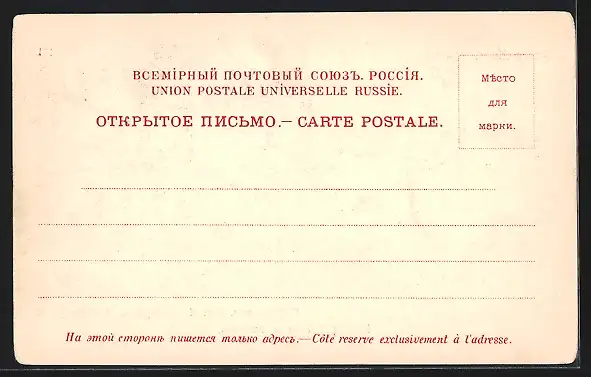 ВСЕМІРНЫЙ ПОЧТОВЫЙ СОЮЗЪ. РОССІЯ.
UNION POSTALE UNIVERSELLE RUSSIE.
ОТКРЫТОЕ ПИСЬМО.— CARTE POSTALE.
Мѣсто
для
марки.
На этой сторонѣ пишется только адресъ.—Côté reserve exclusivement à l'adresse.